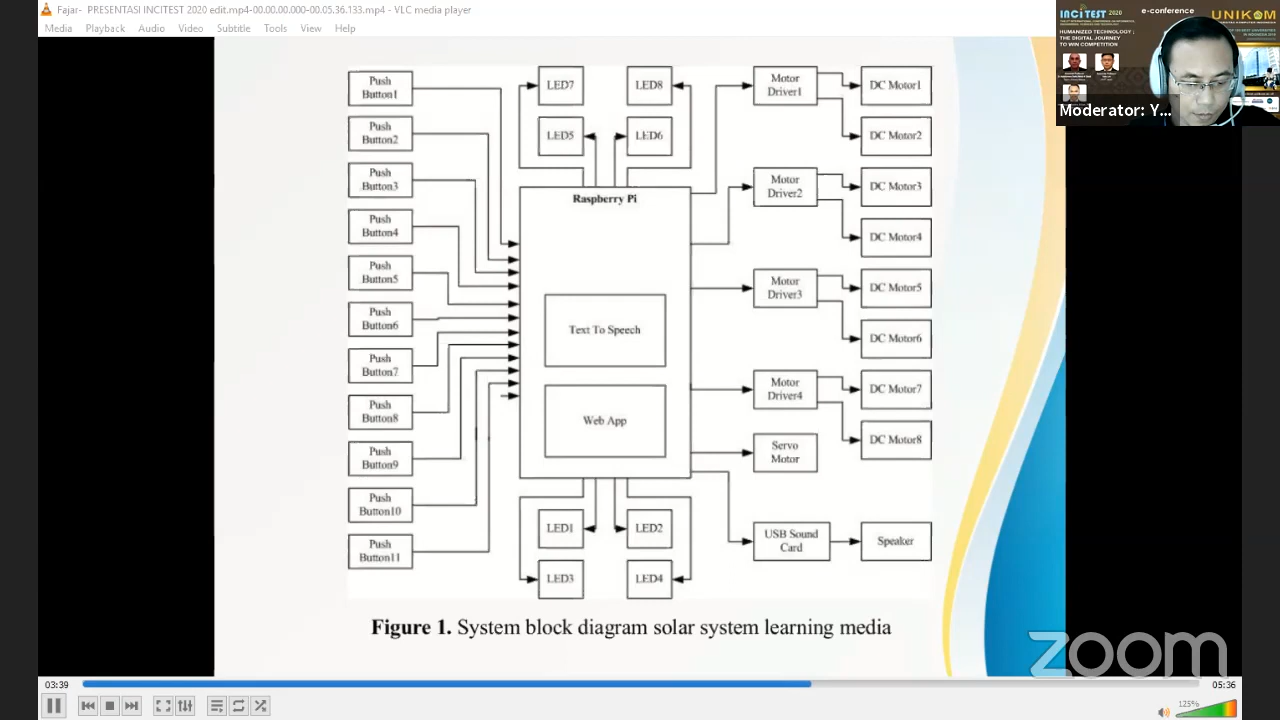 Fajar- PRESENTASI INCITEST 2020 edit.mp4-00.00.00.000-00.05.36.133.mp4 - VLC media player
Media Playback Audio Video Subtitle Tools View Help
INCITEST 2020
e-conference
UNIKOM
HUMANIZED TECHNOLOGY ;
THE DIGITAL JOURNEY
TO WIN COMPETITION
Moderator: Y...
Push
Button1
Push
Button2
Push
Button3
Push
Button4
Push
Button5
Push
Button6
Push
Button7
Push
Button8
Push
Button9
Push
Button10
Push
Button11
LED7
LED8
LED5
LED6
Raspberry Pi
Text To Speech
Web App
LED1
LED2
LED3
LED4
Motor
Driver1
Motor
Driver2
Motor
Driver3
Motor
Driver4
Servo
Motor
USB Sound
Card
DC Motor1
DC Motor2
DC Motor3
DC Motor4
DC Motor5
DC Motor6
DC Motor7
DC Motor8
Speaker
Figure 1. System block diagram solar system learning media
zoom
03:39
05:36
125%